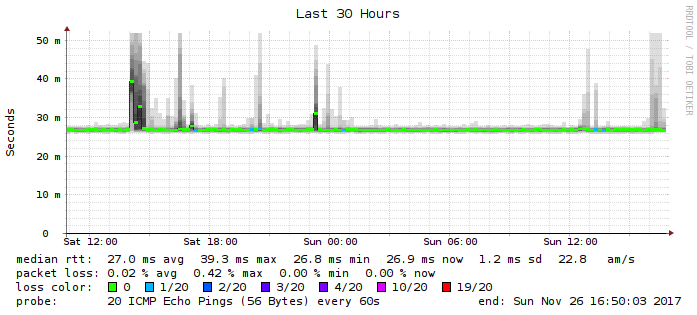 Last 30 Hours
RRDTOOL / TOBI OETIKER
Seconds
50 m
40 m
30 m
20 m
10 m
0
Sat 12:00 Sat 18:00 Sun 00:00 Sun 06:00 Sun 12:00
median rtt: 27.0 ms avg 39.3 ms max 26.8 ms min 26.9 ms now 1.2 ms sd 22.8 am/s
packet loss: 0.02 % avg 0.42 % max 0.00 % min 0.00 % now
loss color: 0 1/20 2/20 3/20 4/20 10/20 19/20
probe: 20 ICMP Echo Pings (56 Bytes) every 60s end: Sun Nov 26 16:50:03 2017